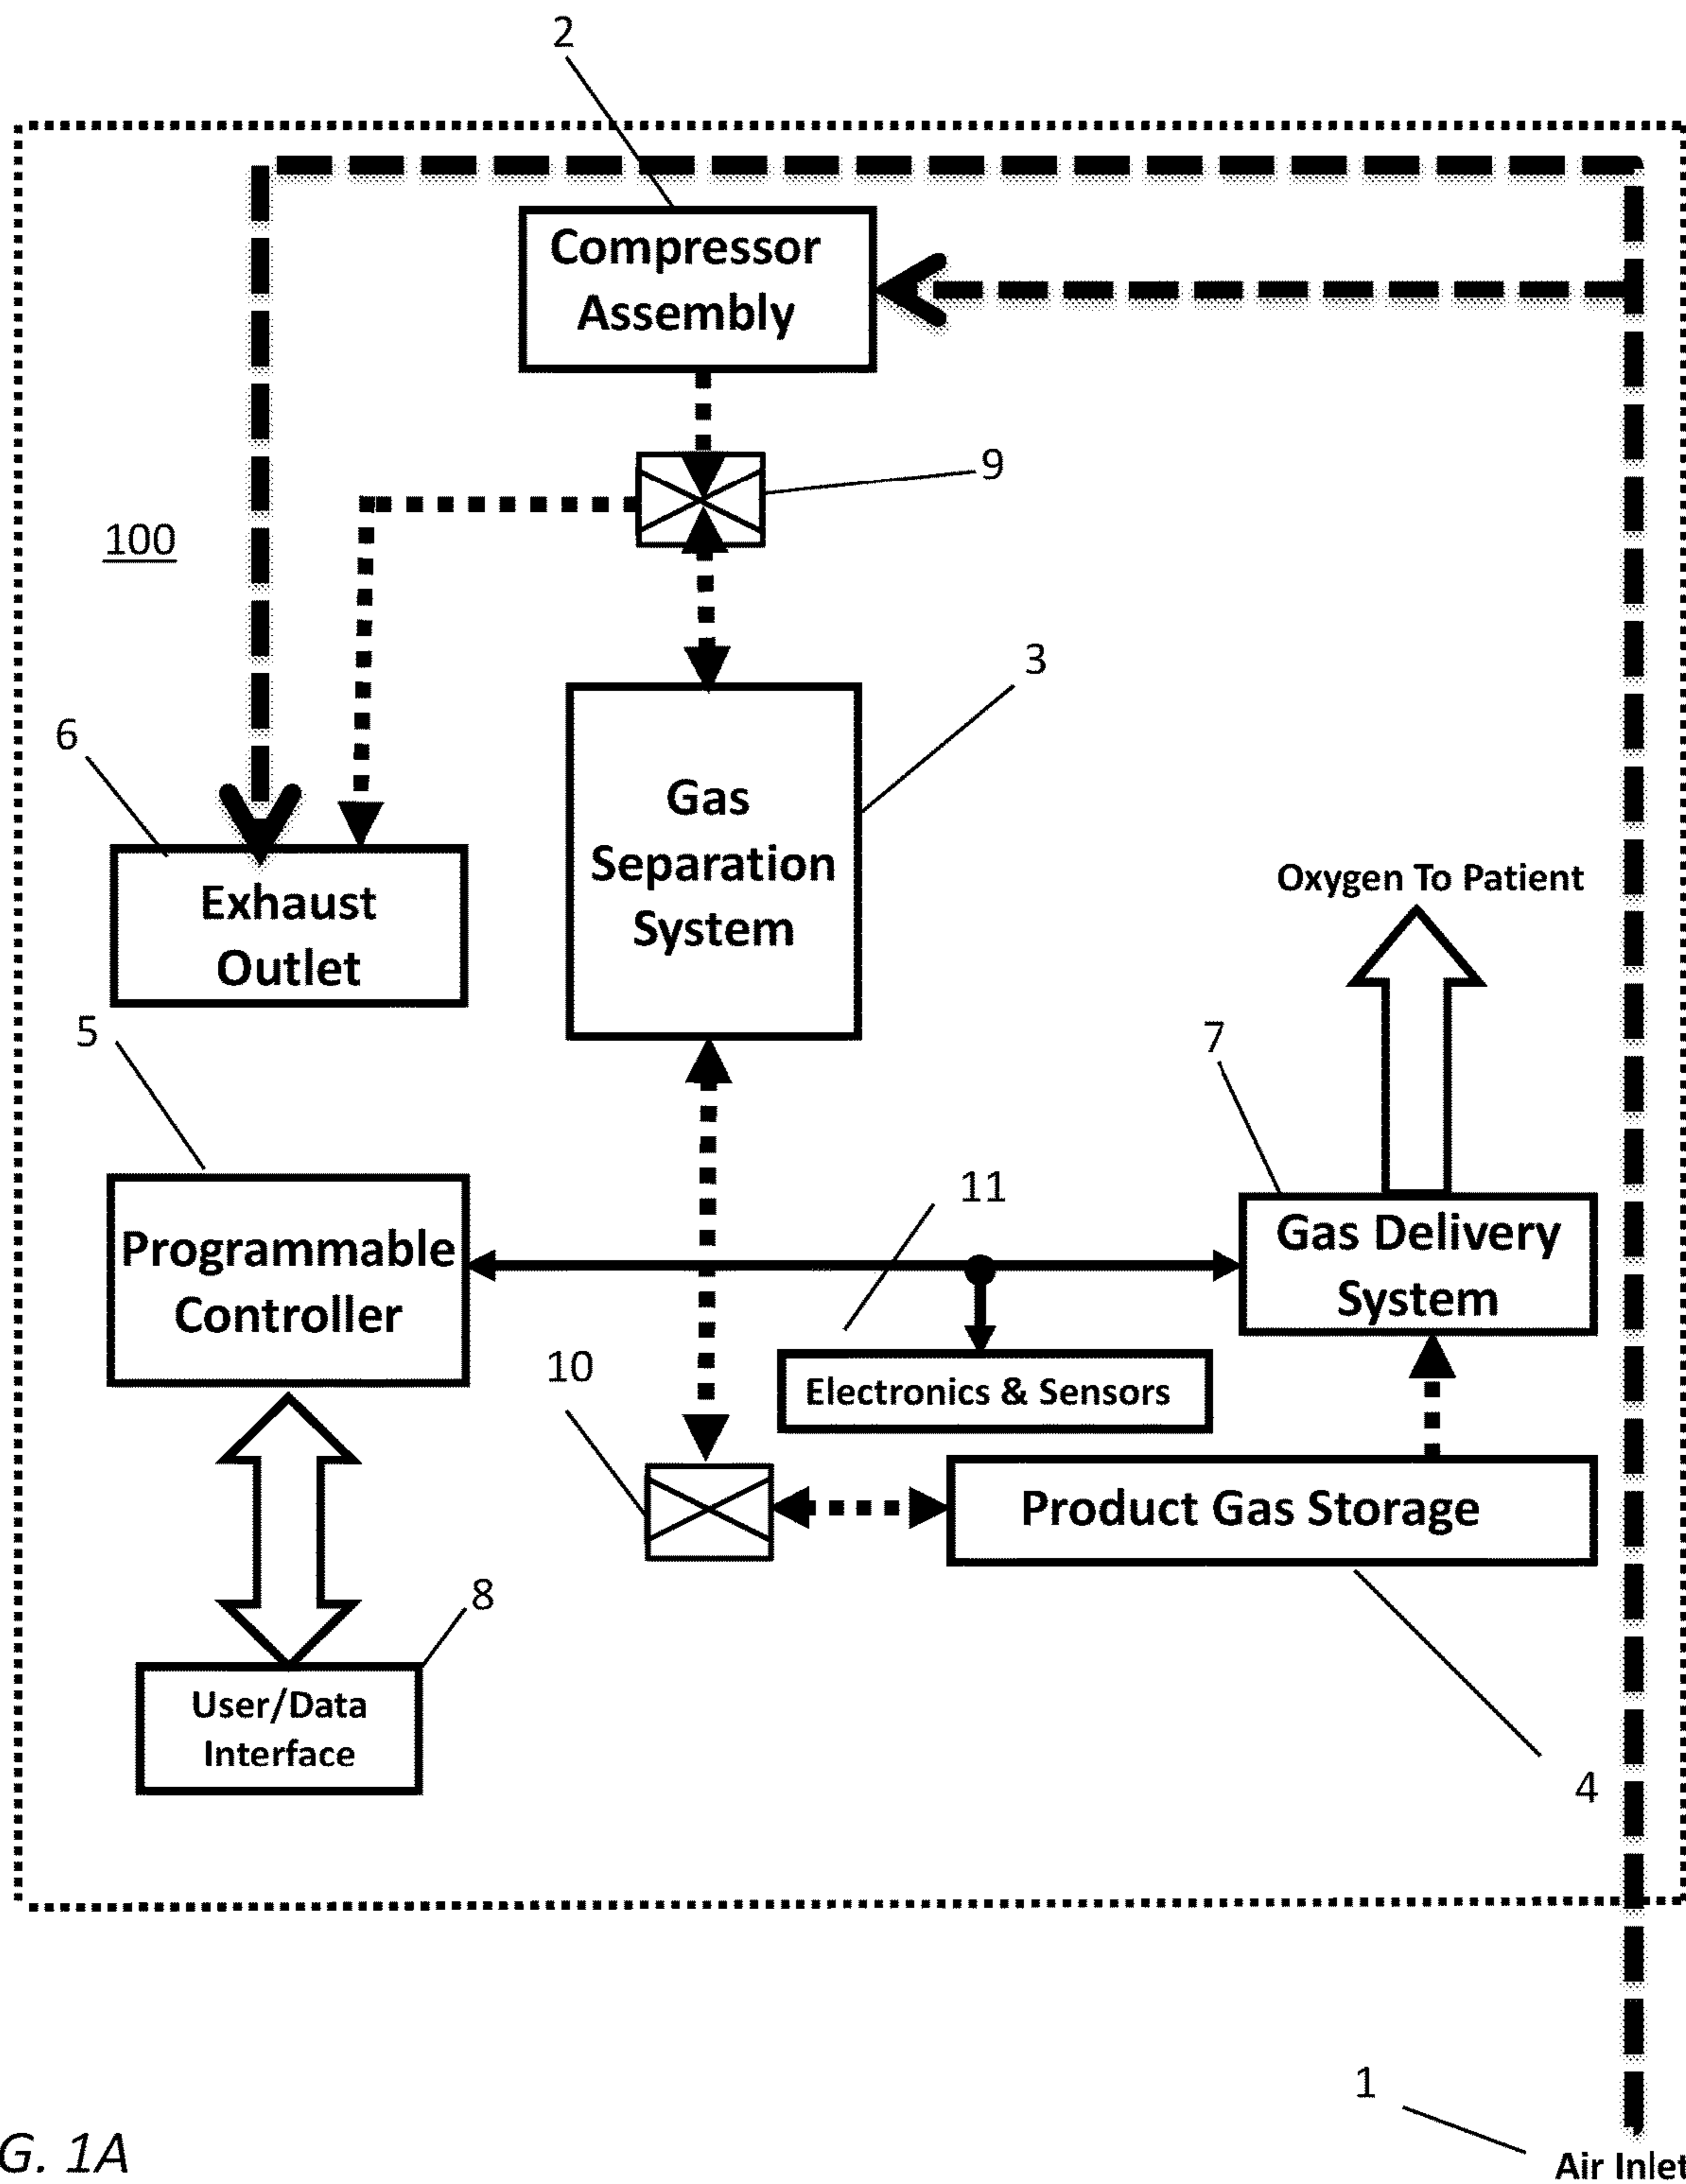 2
Compressor
Assembly
9
100
3
6
Gas
Separation
System
Exhaust
Outlet
Oxygen To Patient
5
7
11
Programmable
Controller
Gas Delivery
System
10
Electronics & Sensors
Product Gas Storage
8
User/Data
Interface
4
1
G. 1A
Air Inlet